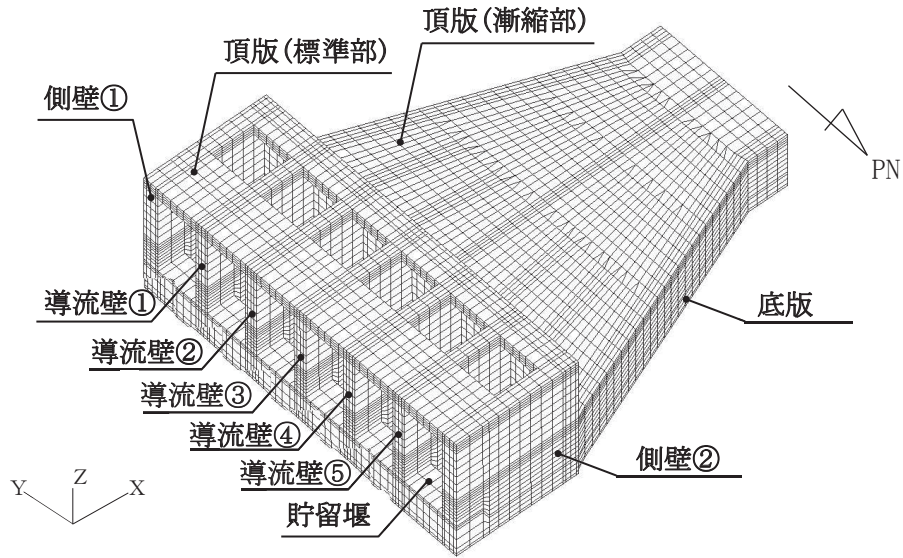 頂版(漸縮部)
頂版(標準部)
側壁①
PN
導流壁①
底版
導流壁②
導流壁③
導流壁④
側壁②
導流壁⑤
貯留堰
Z
Y
X